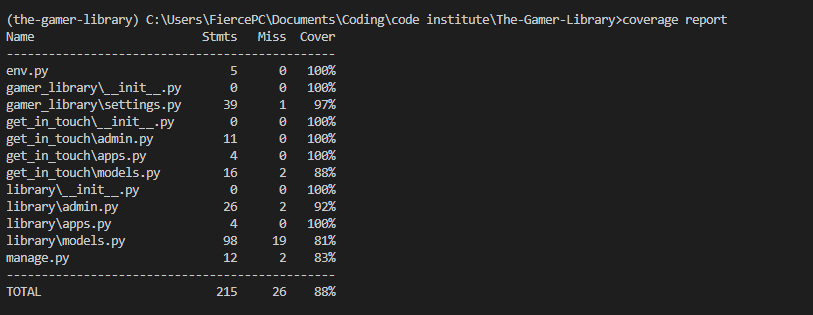 (the-gamer-library) C:\Users\FiercePC\Documents\Coding\code institute\The-Gamer-Library>coverage report
Name                      Stmts   Miss  Cover
---------------------------------------------
env.py                        5      0   100%
gamer_library\__init__.py     0      0   100%
gamer_library\settings.py    39      1    97%
get_in_touch\__init__.py      0      0   100%
get_in_touch\admin.py        11      0   100%
get_in_touch\apps.py          4      0   100%
get_in_touch\models.py       16      2    88%
library\__init__.py           0      0   100%
library\admin.py             26      2    92%
library\apps.py               4      0   100%
library\models.py            98     19    81%
manage.py                    12      2    83%
---------------------------------------------
TOTAL                       215     26    88%